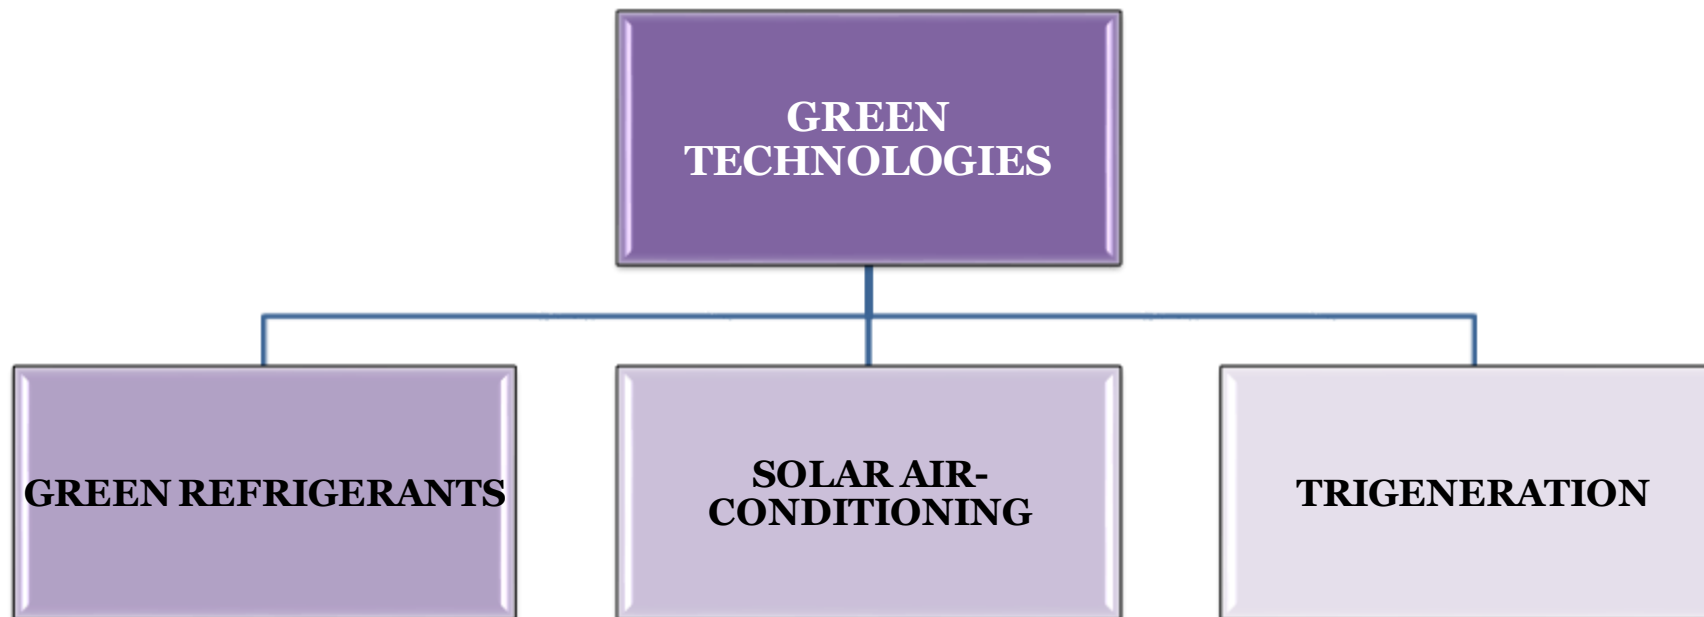 GREEN
TECHNOLOGIES
GREEN REFRIGERANTS
SOLAR AIR-
CONDITIONING
TRIGENERATION